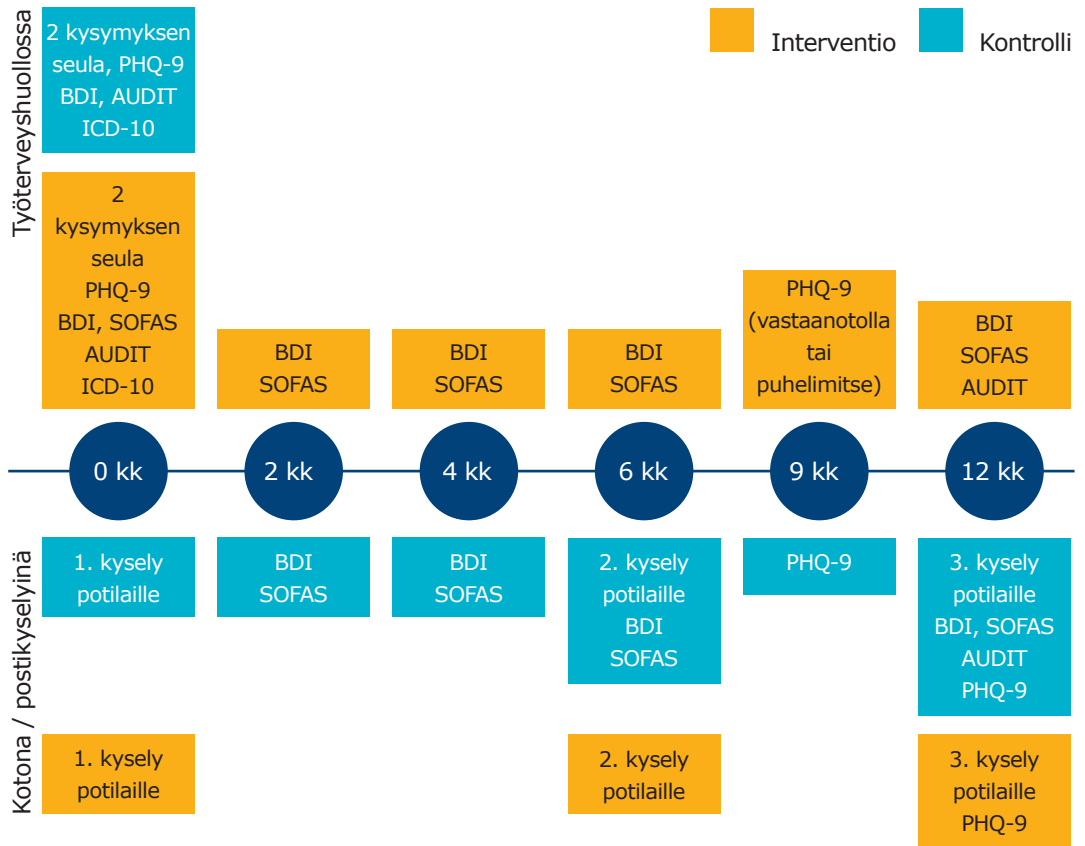 Interventio
Kontrolli
Työterveyshuollossa
2 kysymyksen
seula, PHQ-9
BDI, AUDIT
ICD-10
2
kysymyksen
seula
PHQ-9
BDI, SOFAS
AUDIT
ICD-10
BDI
SOFAS
BDI
SOFAS
BDI
SOFAS
PHQ-9
(vastaanotolla
tai
puhelimitse)
BDI
SOFAS
AUDIT
0 kk
2 kk
4 kk
6 kk
9 kk
12 kk
Kotona / postikyselyinä
1. kysely
potilaille
BDI
SOFAS
BDI
SOFAS
2. kysely
potilaille
BDI
SOFAS
PHQ-9
3. kysely
potilaille
BDI, SOFAS
AUDIT
PHQ-9
1. kysely
potilaille
2. kysely
potilaille
3. kysely
potilaille
PHQ-9